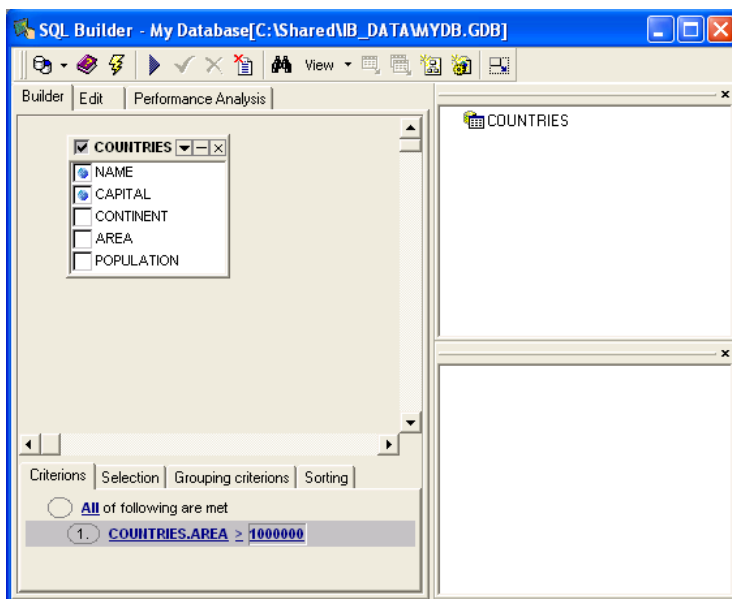 SQL Builder - My Database[C:\Shared\IB_DATA\MYDB.GDB]
View
Builder Edit Performance Analysis
COUNTRIES
NAME
CAPITAL
CONTINENT
AREA
POPULATION
COUNTRIES
Criterions Selection Grouping criterions Sorting
All of following are met
1. COUNTRIES.AREA > 1000000